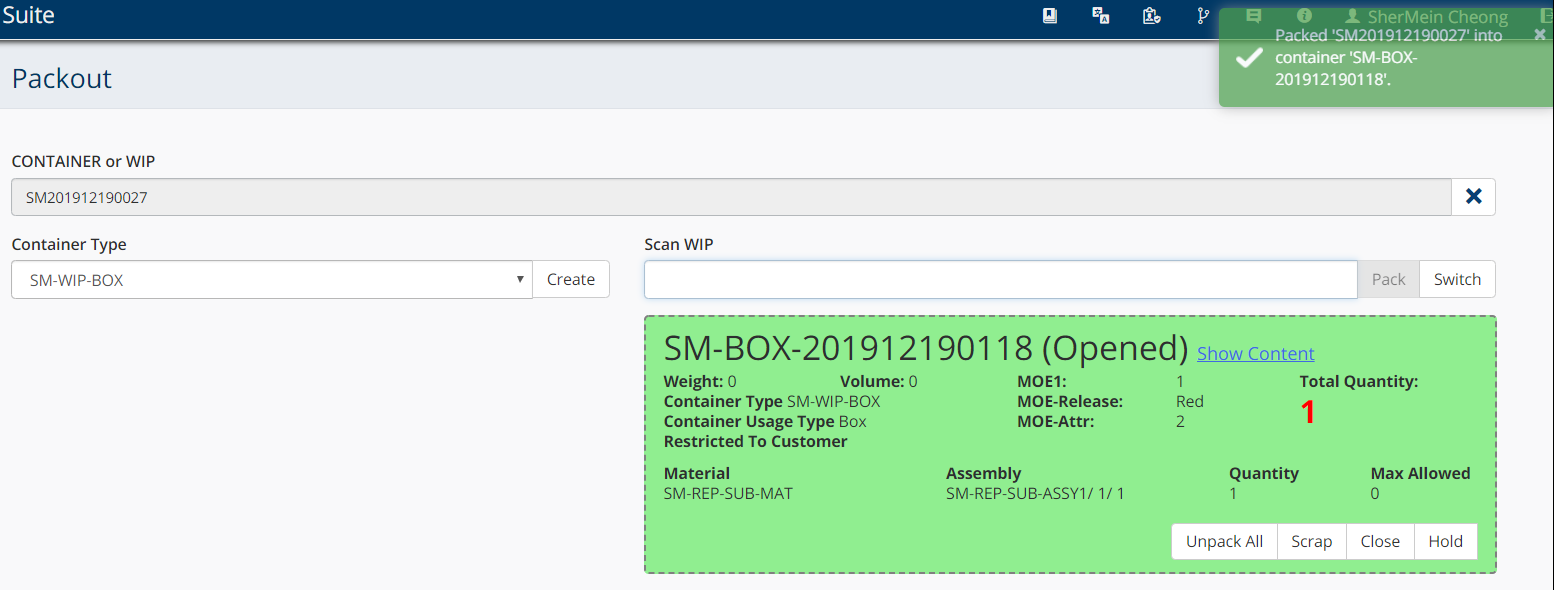 Suite
SherMein Cheong
Packed 'SM201912190027' into
container 'SM-BOX-
201912190118'.
Packout
CONTAINER or WIP
SM201912190027
Container Type
Scan WIP
SM-WIP-BOX
Create
Pack
Switch
SM-BOX-201912190118 (Opened) Show Content
Weight: 0 Volume: 0 MOE1: 1 Total Quantity:
Container Type SM-WIP-BOX MOE-Release: Red
1
Container Usage Type Box MOE-Attr: 2
Restricted To Customer
Material Assembly Quantity Max Allowed
SM-REP-SUB-MAT SM-REP-SUB-ASSY1/ 1/ 1 1 0
Unpack All Scrap Close Hold